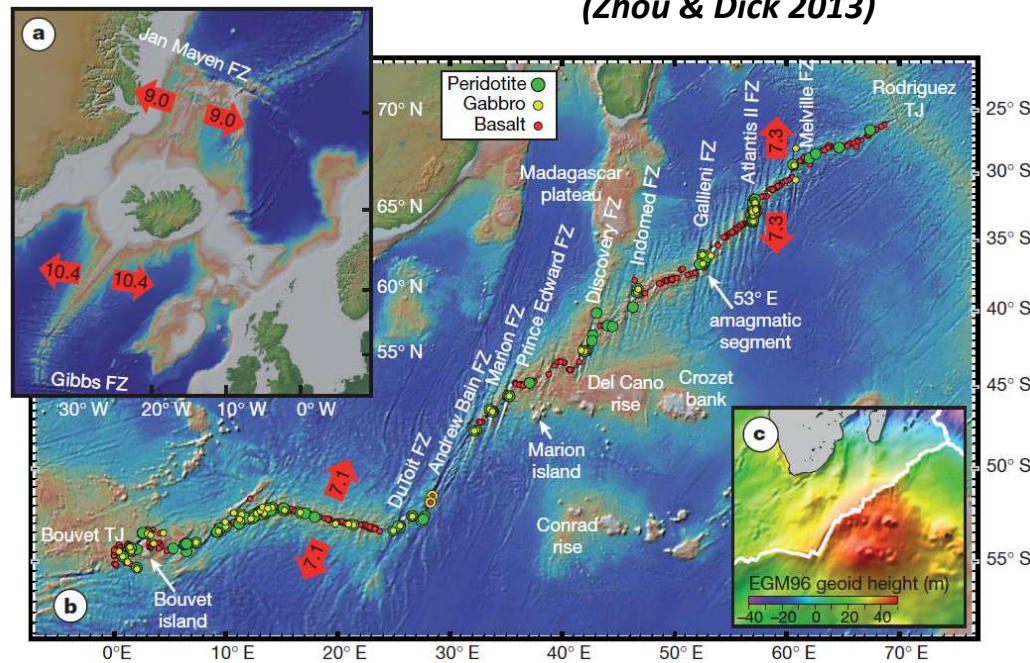 (Zhou & Dick 2013)
a
Jan Mayen FZ
9.0
9.0
10.4
10.4
Gibbs FZ
30° W
20° W
10° W
0° W
70° N
65° N
60° N
55° N
Peridotite
Gabbro
Basalt
Madagascar
plateau
Discovery FZ
Indomed FZ
Gallieni FZ
Atlantis II FZ
Melville FZ
Rodriguez
TJ
7.3
7.3
53° E
amagmatic
segment
Prince Edward FZ
Marion FZ
Andrew Bain FZ
DuToit FZ
Del Cano
rise
Crozet
bank
Marion
island
Conrad
rise
7.1
7.1
Bouvet TJ
Bouvet
island
b
c
EGM96 geoid height (m)
−40
−20
0
20
40
25° S
30° S
35° S
40° S
45° S
50° S
55° S
0°E
10°E
20°E
30°E
40°E
50°E
60°E
70°E